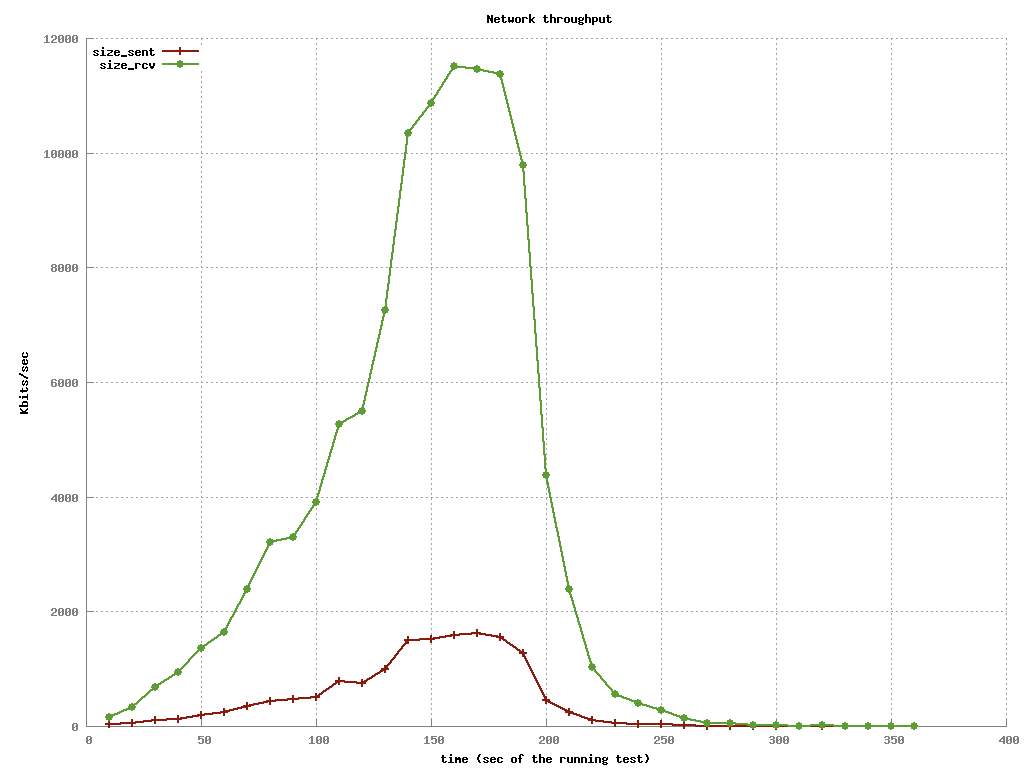 Network throughput
size_sent
size_rcv
12000
10000
8000
6000
4000
2000
0
Kbits/sec
0 50 100 150 200 250 300 350 400
time (sec of the running test)